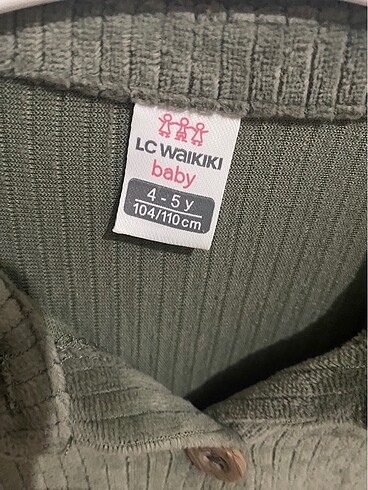 LC WAIKIKI
baby
4 - 5 y
104/110 cm